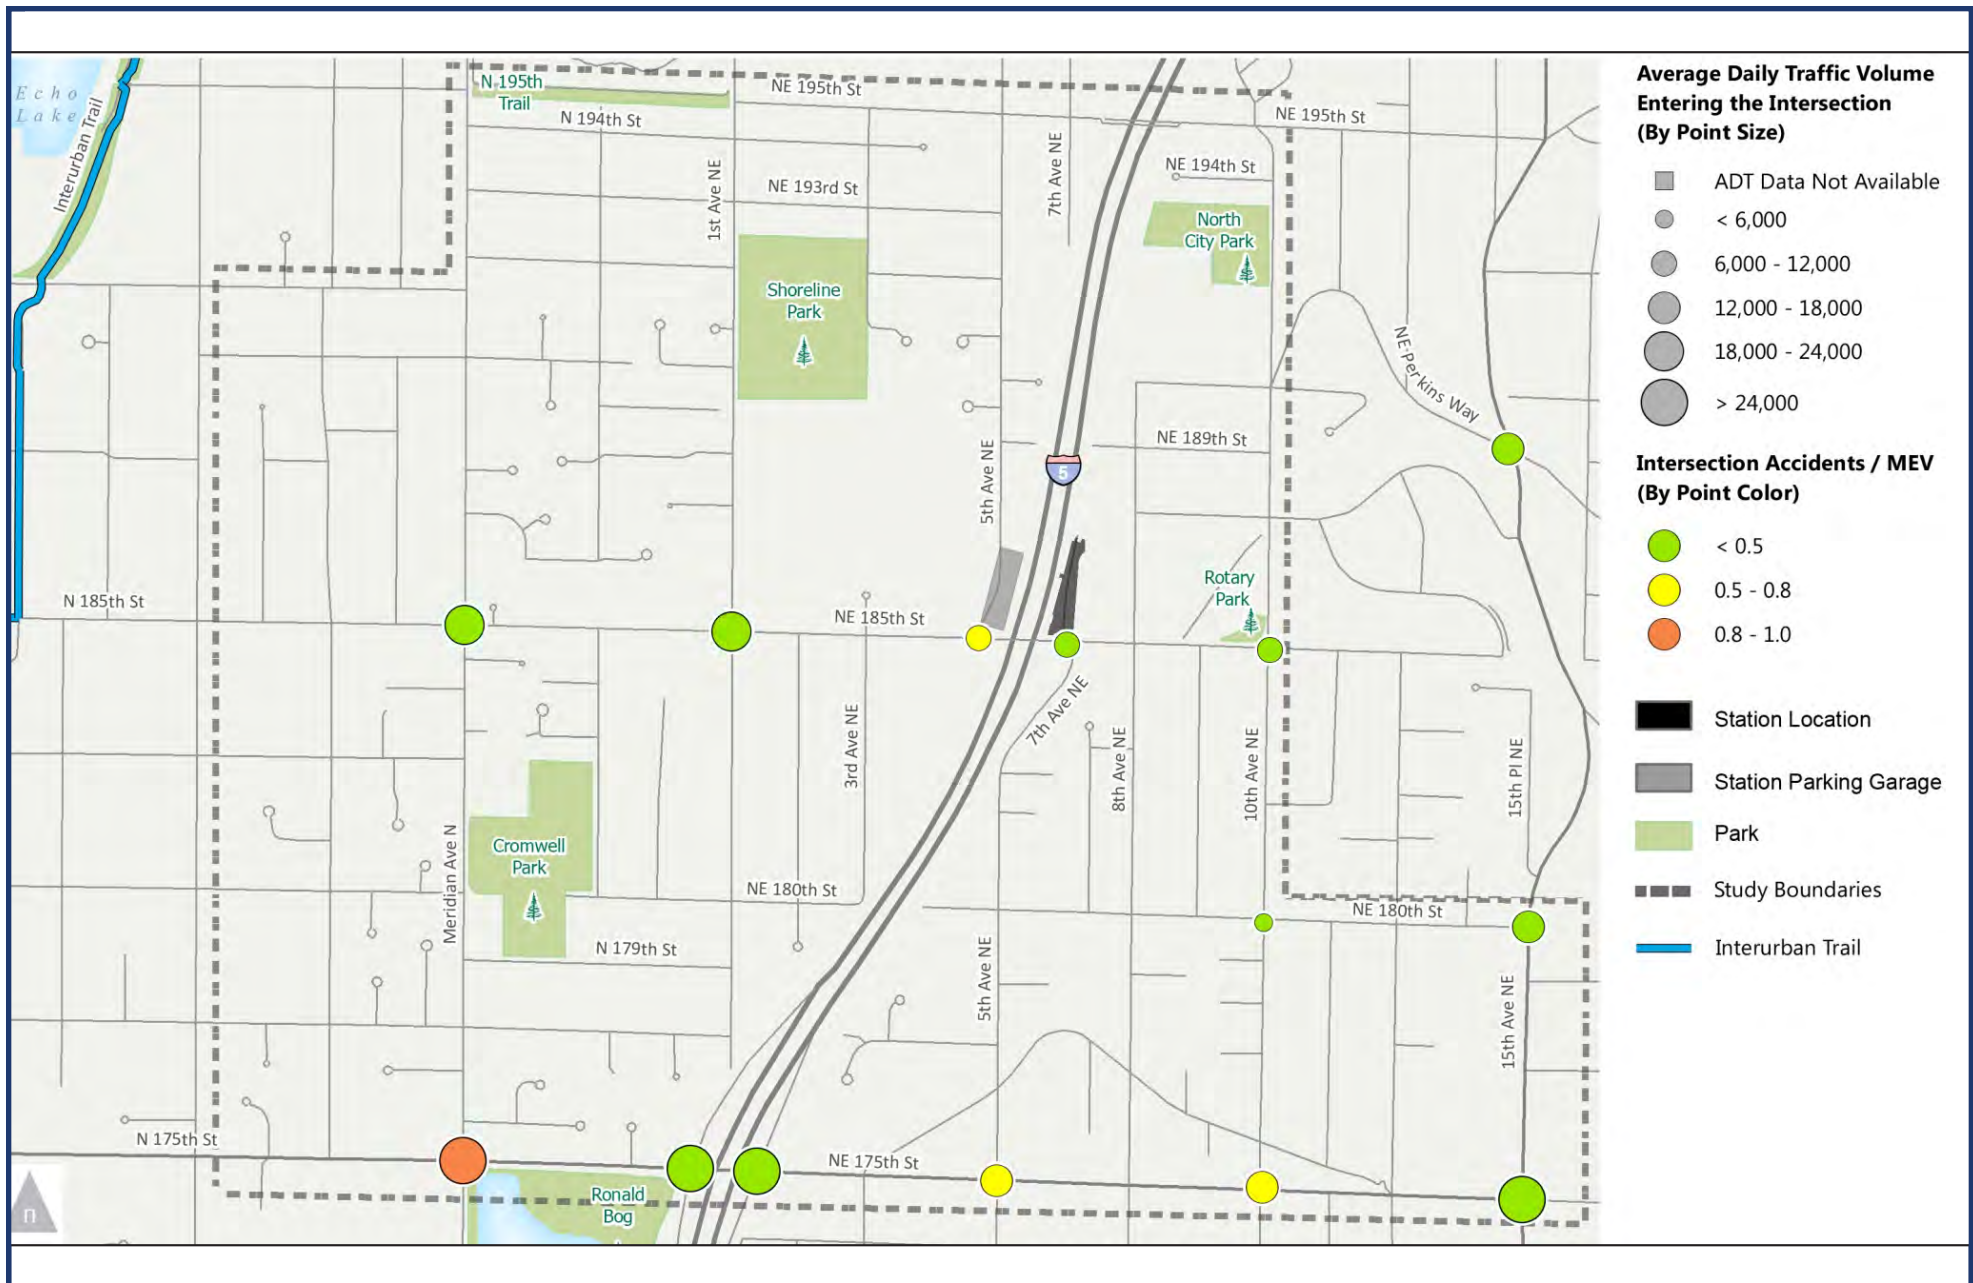 Echo
Lake
Interurban Trail
N 195th
Trail
N 194th St
NE 195th St
NE 195th St
1st Ave NE
NE 193rd St
7th Ave NE
NE 194th St
North
City Park
Shoreline
Park
NE Perkins Way
5th Ave NE
NE 189th St
5
N 185th St
NE 185th St
Rotary
Park
7th Ave NE
3rd Ave NE
8th Ave NE
10th Ave NE
15th Pl NE
Meridian Ave N
Cromwell
Park
NE 180th St
NE 180th St
N 179th St
5th Ave NE
15th Ave NE
N 175th St
NE 175th St
Ronald
Bog
n
Average Daily Traffic Volume
Entering the Intersection
(By Point Size)
ADT Data Not Available
< 6,000
6,000 - 12,000
12,000 - 18,000
18,000 - 24,000
> 24,000
Intersection Accidents / MEV
(By Point Color)
< 0.5
0.5 - 0.8
0.8 - 1.0
Station Location
Station Parking Garage
Park
Study Boundaries
Interurban Trail